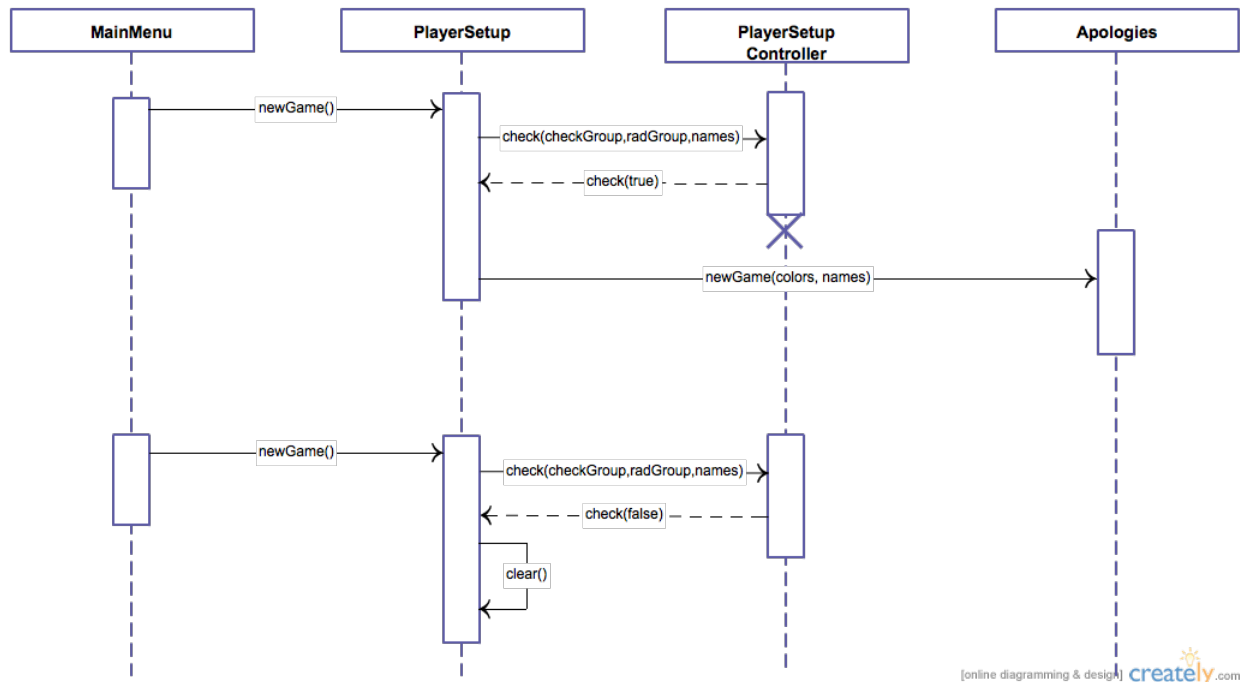 MainMenu
PlayerSetup
PlayerSetup
Controller
Apologies
newGame()
check(checkGroup,radGroup,names)
check(true)
newGame(colors, names)
newGame()
check(checkGroup,radGroup,names)
check(false)
clear()
[online diagramming & design] creately.com